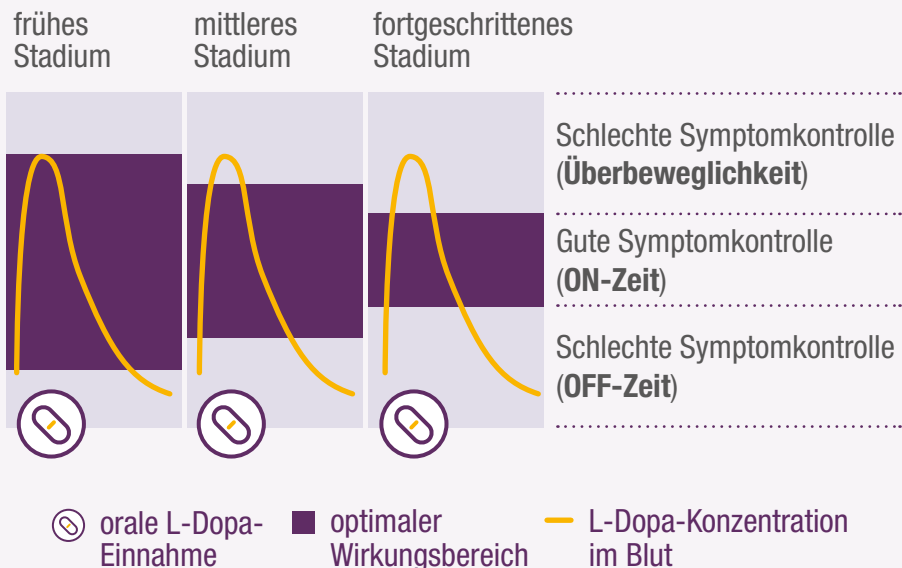 frühes
Stadium
mittleres
Stadium
fortgeschrittenes
Stadium
Schlechte Symptomkontrolle
(Überbeweglichkeit)
Gute Symptomkontrolle
(ON-Zeit)
Schlechte Symptomkontrolle
(OFF-Zeit)
orale L-Dopa-
Einnahme
optimaler
Wirkungsbereich
L-Dopa-Konzentration
im Blut